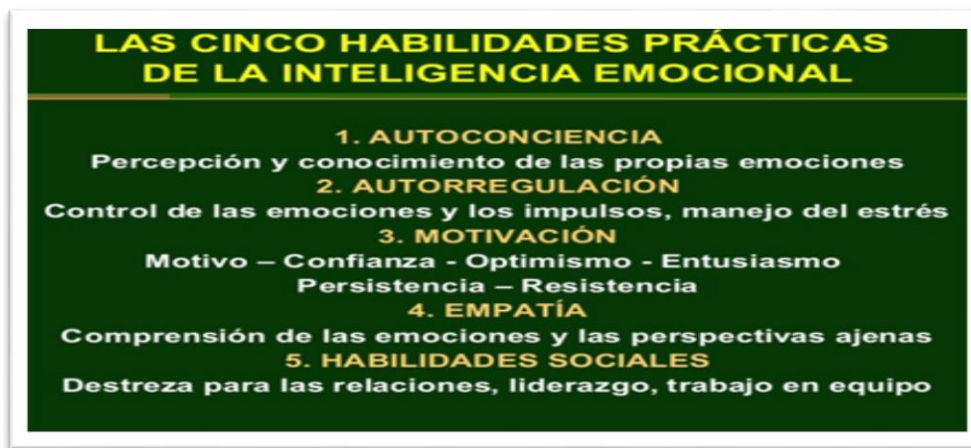 LAS CINCO HABILIDADES PRÁCTICAS
DE LA INTELIGENCIA EMOCIONAL
1. AUTOCONCIENCIA
Percepción y conocimiento de las propias emociones
2. AUTORREGULACIÓN
Control de las emociones y los impulsos, manejo del estrés
3. MOTIVACIÓN
Motivo – Confianza - Optimismo - Entusiasmo
Persistencia – Resistencia
4. EMPATÍA
Comprensión de las emociones y las perspectivas ajenas
5. HABILIDADES SOCIALES
Destreza para las relaciones, liderazgo, trabajo en equipo